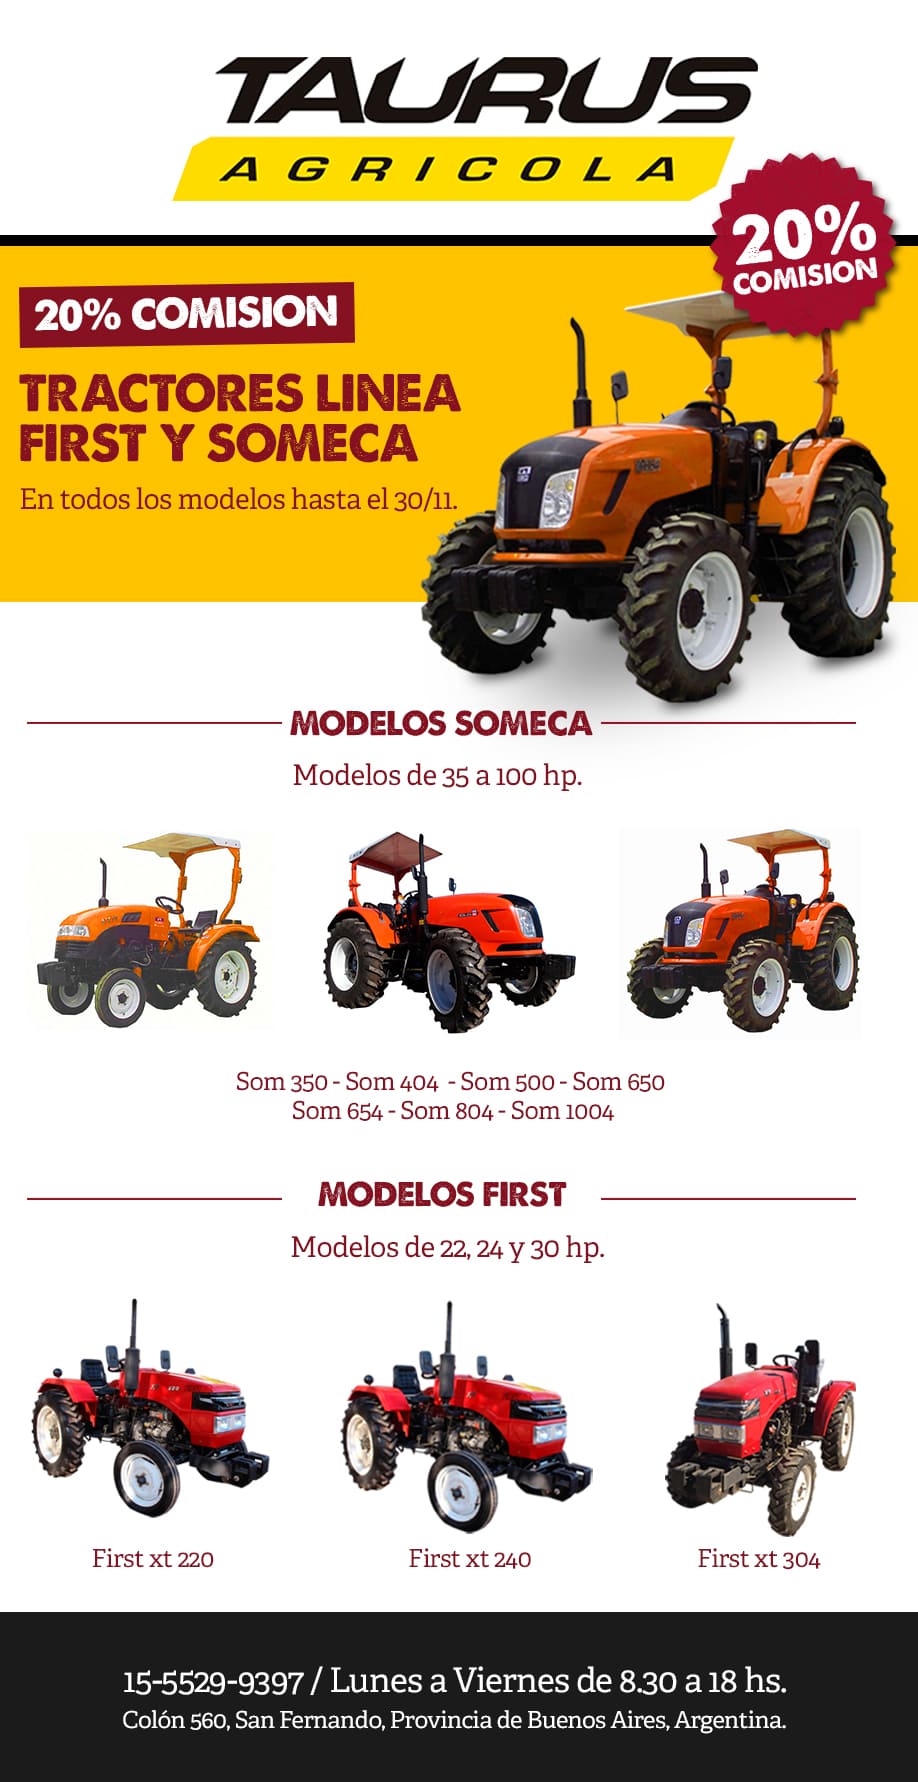 TAURUS
AGRICOLA
20%
COMISION
20% COMISION
TRACTORES LINEA
FIRST Y SOMECA
En todos los modelos hasta el 30/11.
MODELOS SOMECA
Modelos de 35 a 100 hp.
Som 350 - Som 404 - Som 500 - Som 650
Som 654 - Som 804 - Som 1004
MODELOS FIRST
Modelos de 22, 24 y 30 hp.
First xt 220
First xt 240
First xt 304
15-5529-9397 / Lunes a Viernes de 8.30 a 18 hs.
Colón 560, San Fernando, Provincia de Buenos Aires, Argentina.